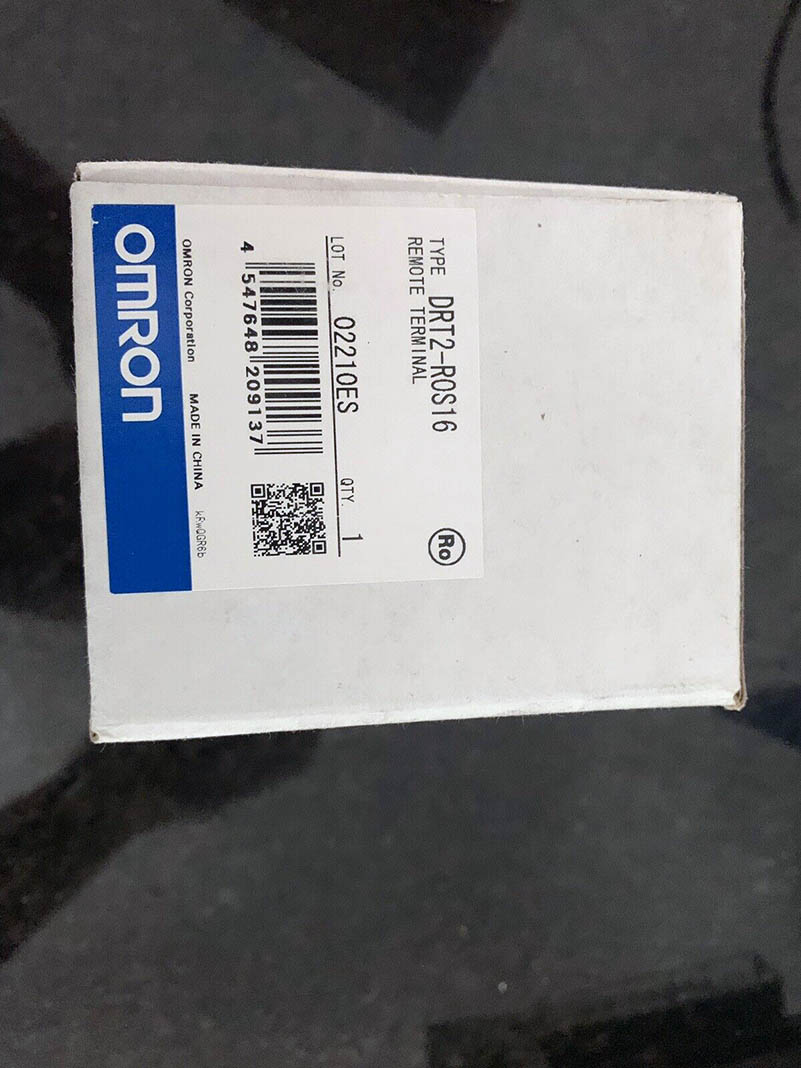 TYPE DRT2-ROS16
REMOTE TERMINAL
Ro
LOT No. 02210ES QTY. 1
4 547648 209137
OMRON Corporation MADE IN CHINA kRwQGR6b
OMRON